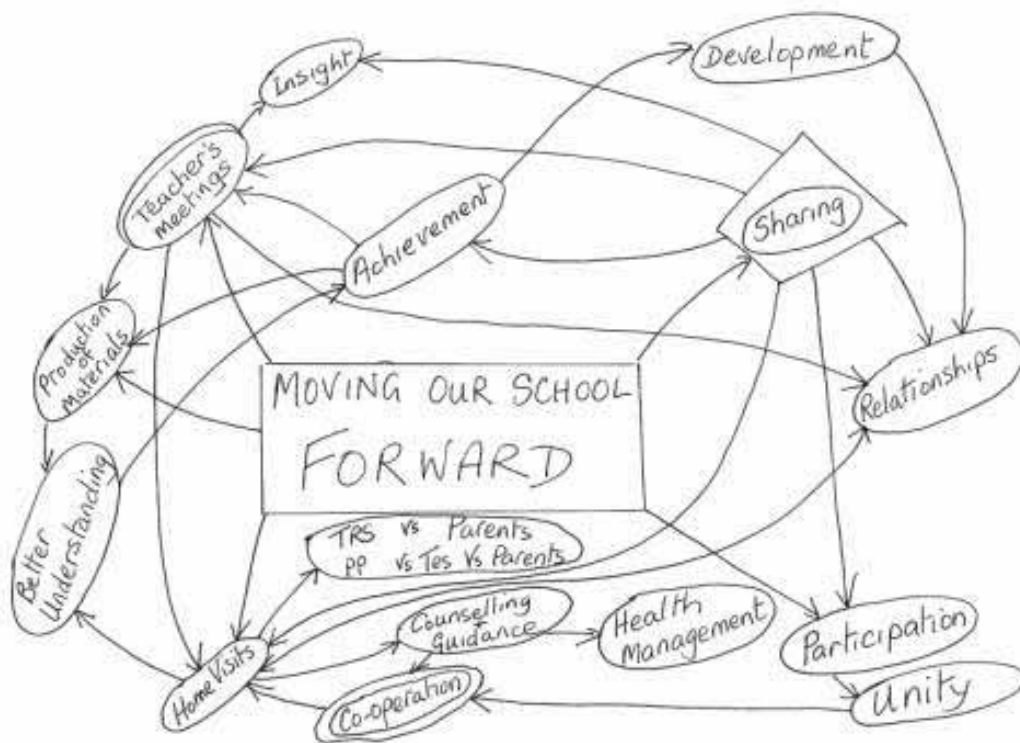 Insight
Development
Teacher's
Meetings
Achievement
Sharing
Production
of
Materials
MOVING OUR SCHOOL
FORWARD
Relationships
Better
Understanding
TRS vs Parents
PP vs Tes Vs Parents
Counselling
Guidance
Health
Management
Participation
Home Visits
Co-operation
Unity